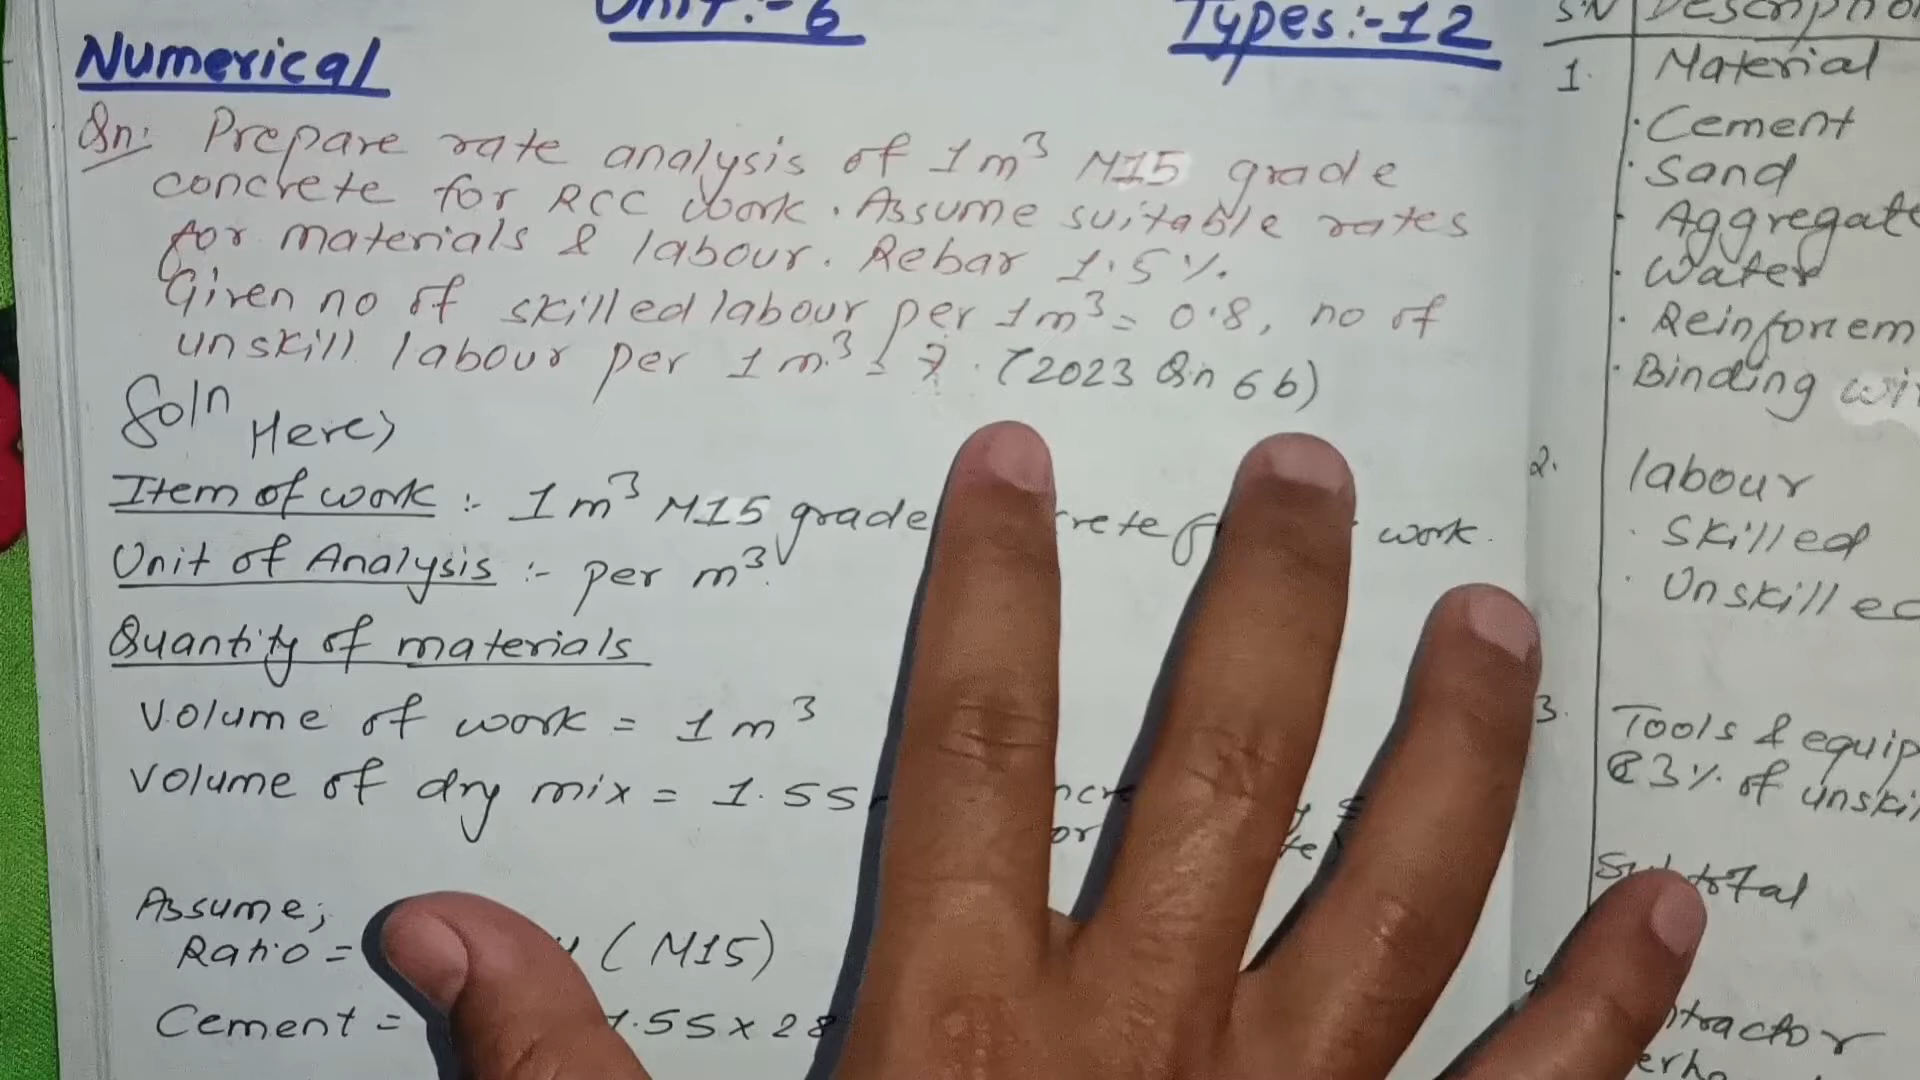 Unit:- 6
Types:-12
Numerical
Qn: Prepare rate analysis of 1m³ M15 grade
concrete for RCC work. Assume suitable rates
for materials & labour. Rebar 1.5%.
Given no of skilled labour per 1m³ = 0.8, no of
unskill labour per 1m³ = 7. (2023 Qn 6b)
Soln Here,
Item of work :- 1m³ M15 grade crete work.
Unit of Analysis :- per m³.
Quantity of materials
Volume of work = 1m³
Volume of dry mix = 1.55
Assume;
Ratio = (M15)
Cement = 1.55 x 28
S.N
1. Material
· Cement
· Sand
· Aggregate
· Water
· Reinforcem
· Binding wi
2. labour
· Skilled
· Unskilled
3. Tools & equip
@3% of unski
Subtotal
ntractor